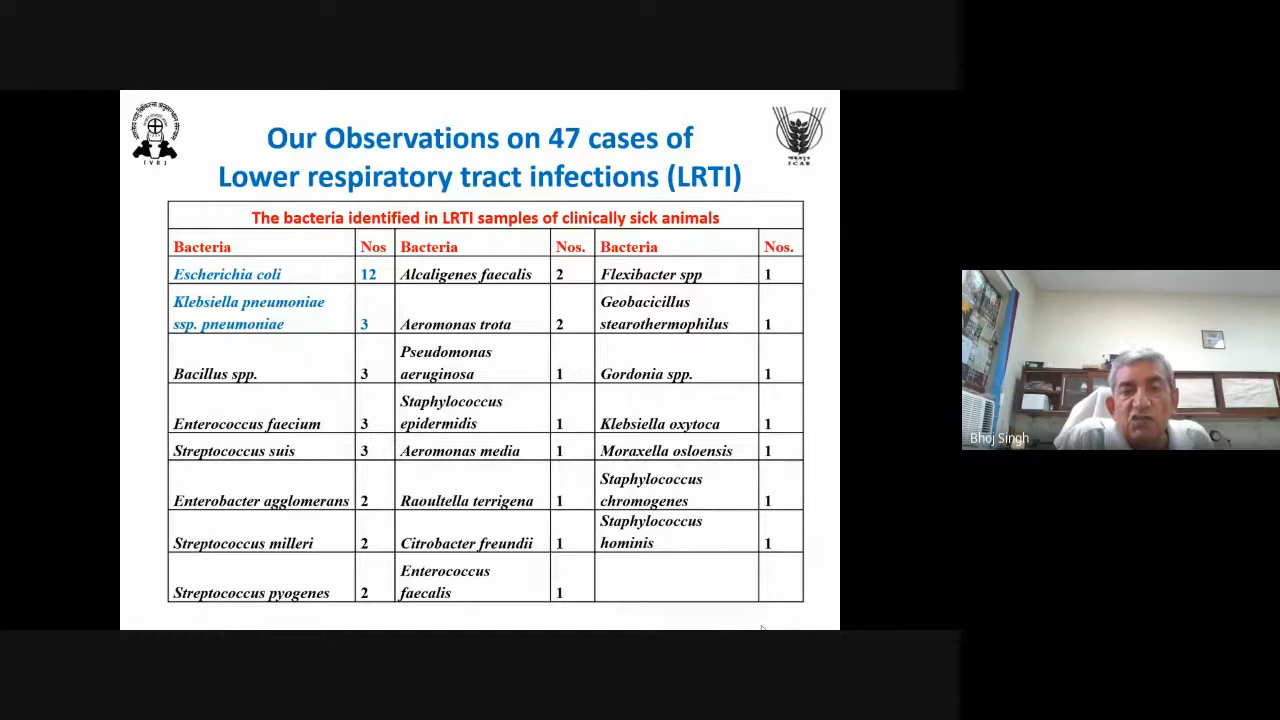 Our Observations on 47 cases of
Lower respiratory tract infections (LRTI)
The bacteria identified in LRTI samples of clinically sick animals
Bacteria Nos Bacteria Nos. Bacteria Nos.
Escherichia coli 12 Alcaligenes faecalis 2 Flexibacter spp 1
Klebsiella pneumoniae ssp. pneumoniae 3 Aeromonas trota 2 Geobacicillus stearothermophilus 1
Bacillus spp. 3 Pseudomonas aeruginosa 1 Gordonia spp. 1
Enterococcus faecium 3 Staphylococcus epidermidis 1 Klebsiella oxytoca 1
Streptococcus suis 3 Aeromonas media 1 Moraxella osloensis 1
Enterobacter agglomerans 2 Raoultella terrigena 1 Staphylococcus chromogenes 1
Streptococcus milleri 2 Citrobacter freundii 1 Staphylococcus hominis 1
Streptococcus pyogenes 2 Enterococcus faecalis 1
I V R I
ICAR
Bhoj Singh